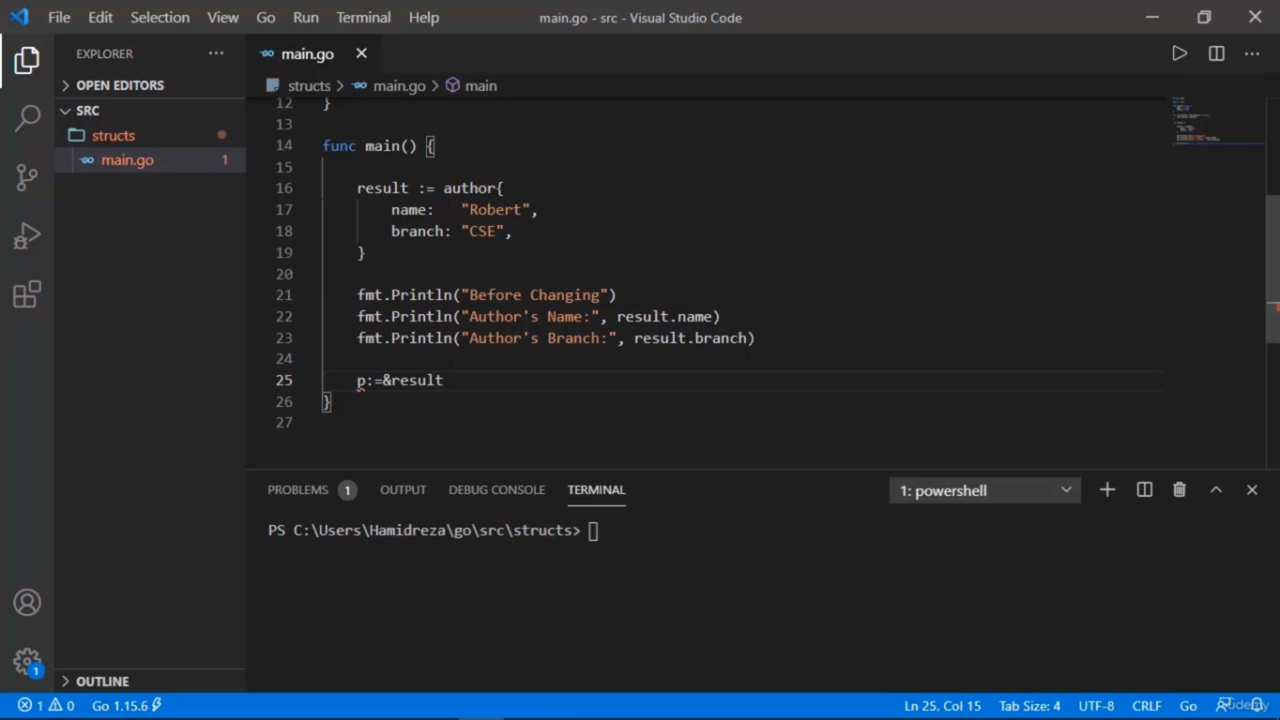 File Edit Selection View Go Run Terminal Help main.go - src - Visual Studio Code
EXPLORER ··· main.go
OPEN EDITORS structs > main.go > main
SRC
structs
main.go 1
12 }
13
14 func main() {
15
16 result := author{
17 name: "Robert",
18 branch: "CSE",
19 }
20
21 fmt.Println("Before Changing")
22 fmt.Println("Author's Name:", result.name)
23 fmt.Println("Author's Branch:", result.branch)
24
25 p:=&result
26 }
27
PROBLEMS 1 OUTPUT DEBUG CONSOLE TERMINAL 1: powershell
PS C:\Users\Hamidreza\go\src\structs>
1
OUTLINE
1 0 Go 1.15.6 Ln 25, Col 15 Tab Size: 4 UTF-8 CRLF Go